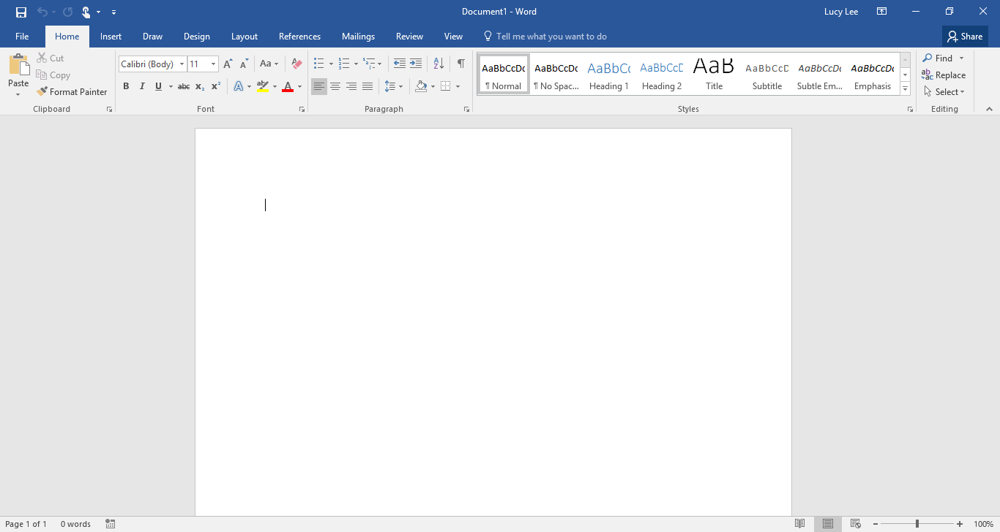 Document1 - Word
Lucy Lee
File Home Insert Draw Design Layout References Mailings Review View Tell me what you want to do Share
Paste
Cut
Copy
Format Painter
Clipboard
Calibri (Body) 11 Aa
B I U abc x₂ x² A A
Font
Paragraph
AaBbCcDc AaBbCcDc AaBbCc AaBbCcD AaB AaBbCcD AaBbCcDc AaBbCcDc
¶ Normal ¶ No Spac... Heading 1 Heading 2 Title Subtitle Subtle Em... Emphasis
Styles
Find
Replace
Select
Editing
Page 1 of 1 0 words 100%